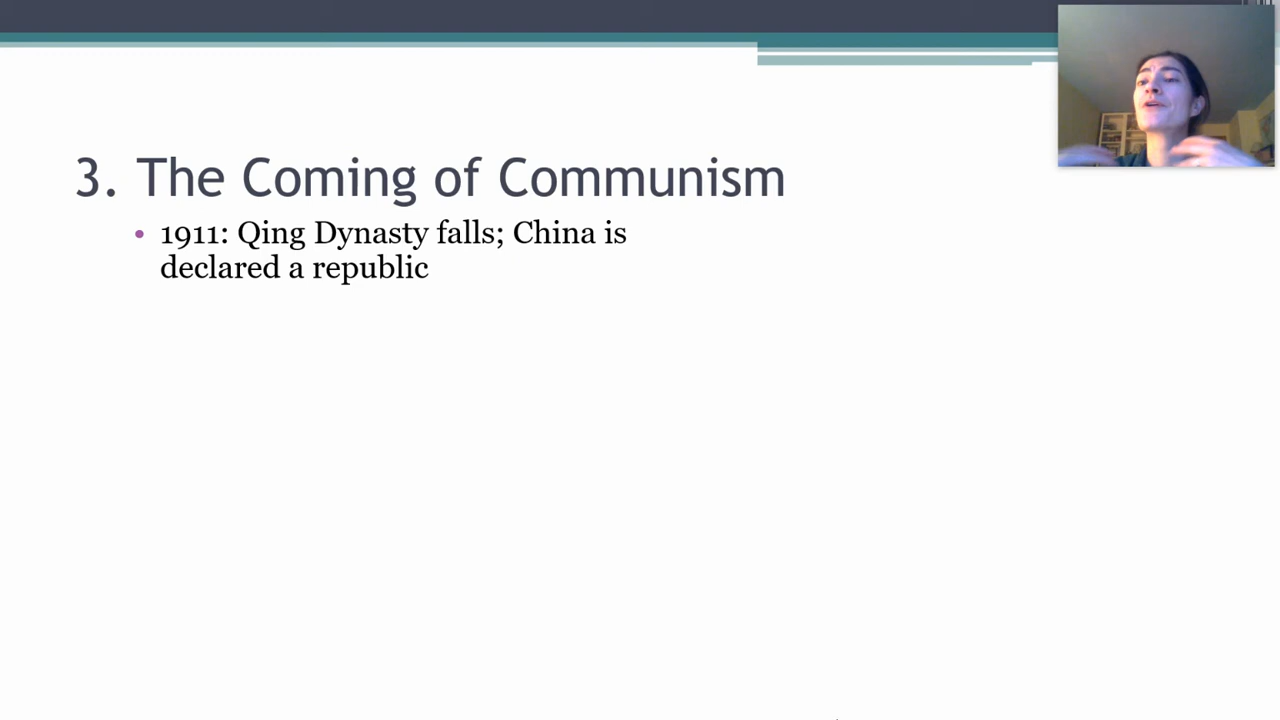 3. The Coming of Communism
• 1911: Qing Dynasty falls; China is
declared a republic